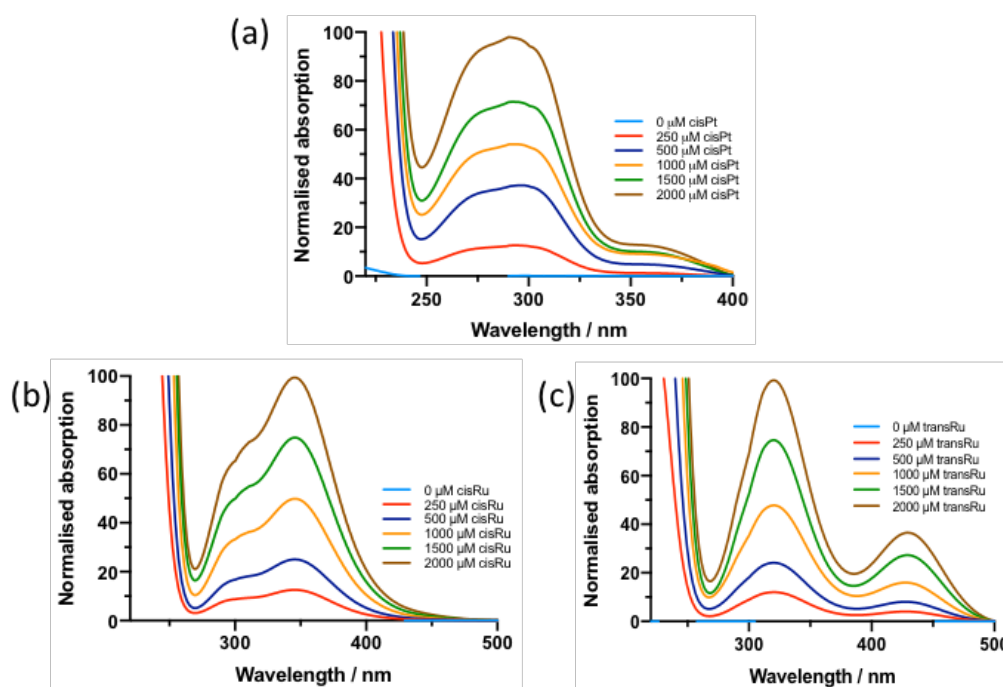 (a)
Normalised absorption
100
80
60
40
20
0
250
300
350
400
Wavelength / nm
0 μM cisPt
250 μM cisPt
500 μM cisPt
1000 μM cisPt
1500 μM cisPt
2000 μM cisPt
(b)
Normalised absorption
100
80
60
40
20
0
300
400
500
Wavelength / nm
0 μM cisRu
250 μM cisRu
500 μM cisRu
1000 μM cisRu
1500 μM cisRu
2000 μM cisRu
(c)
Normalised absorption
100
80
60
40
20
0
300
400
500
Wavelength / nm
0 μM transRu
250 μM transRu
500 μM transRu
1000 μM transRu
1500 μM transRu
2000 μM transRu